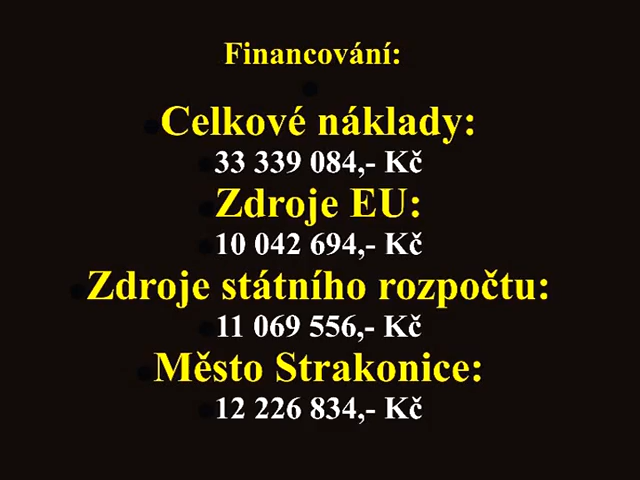 Financování:
Celkové náklady:
33 339 084,- Kč
Zdroje EU:
10 042 694,- Kč
Zdroje státního rozpočtu:
11 069 556,- Kč
Město Strakonice:
12 226 834,- Kč